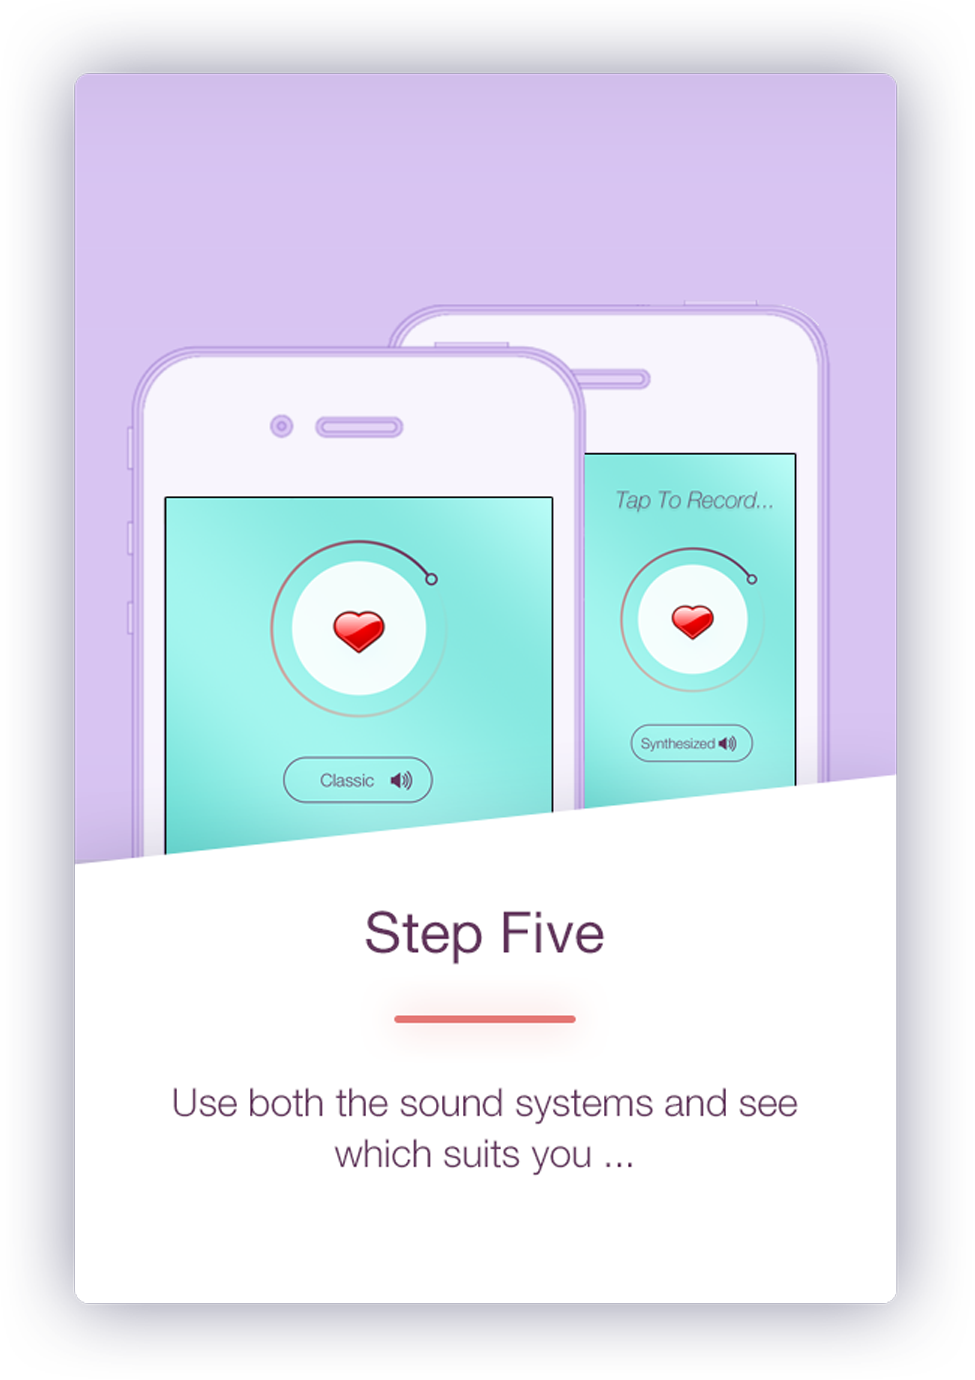 Tap To Record...
Classic
Synthesized
Step Five
Use both the sound systems and see
which suits you ...